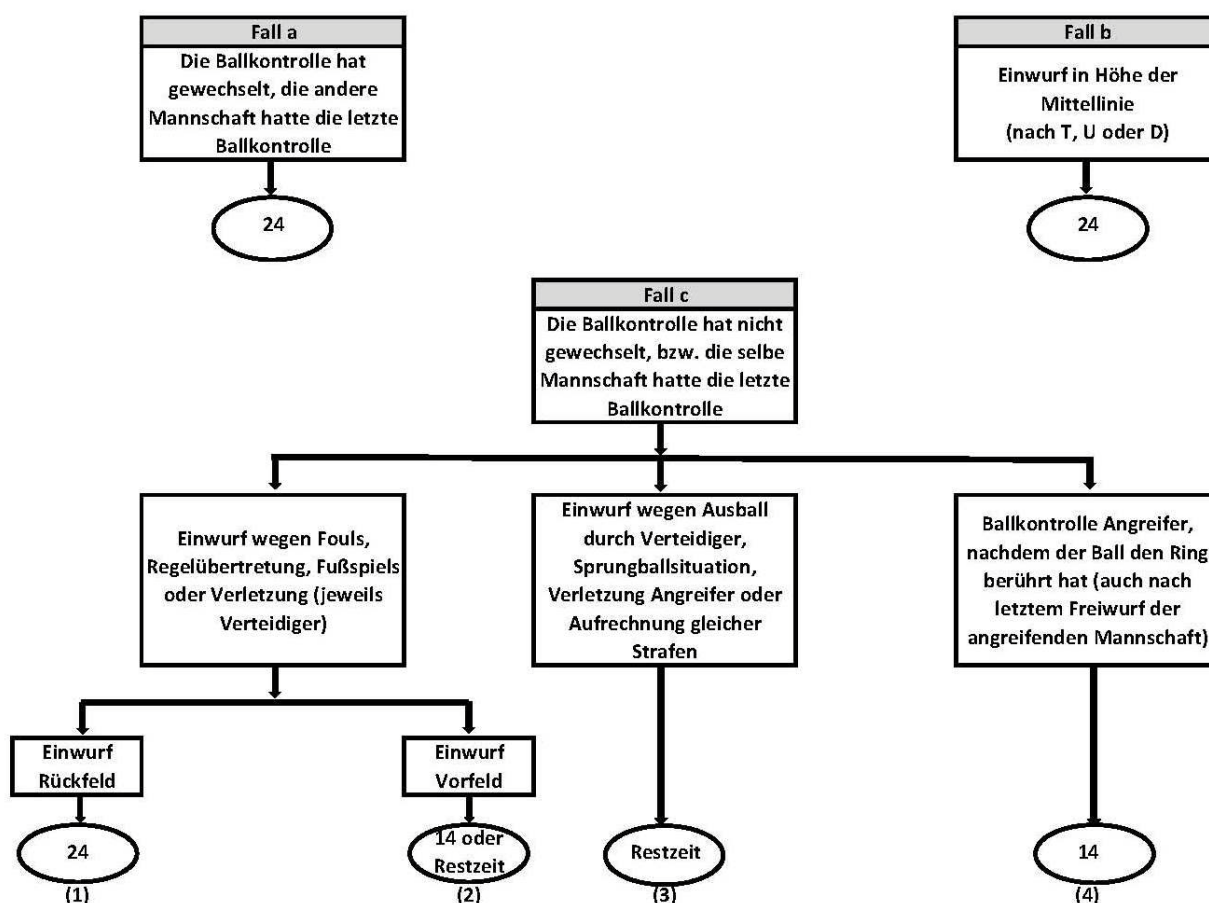 Fall a
Die Ballkontrolle hat
gewechselt, die andere
Mannschaft hatte die letzte
Ballkontrolle
24
Fall b
Einwurf in Höhe der
Mittellinie
(nach T, U oder D)
24
Fall c
Die Ballkontrolle hat nicht
gewechselt, bzw. die selbe
Mannschaft hatte die letzte
Ballkontrolle
Einwurf wegen Fouls,
Regelübertretung, Fußspiels
oder Verletzung (jeweils
Verteidiger)
Einwurf wegen Ausball
durch Verteidiger,
Sprungballsituation,
Verletzung Angreifer oder
Aufrechnung gleicher
Strafen
Ballkontrolle Angreifer,
nachdem der Ball den Ring
berührt hat (auch nach
letztem Freiwurf der
angreifenden Mannschaft)
Einwurf
Rückfeld
Einwurf
Vorfeld
24
(1)
14 oder
Restzeit
(2)
Restzeit
(3)
14
(4)